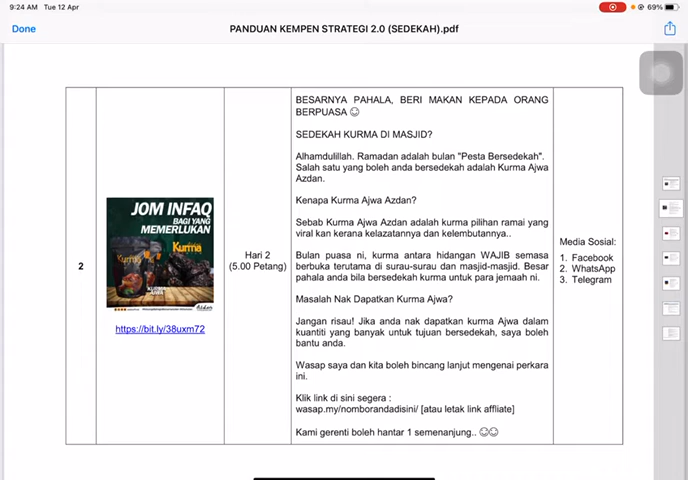 9:24 AM Tue 12 Apr
69%
Done
PANDUAN KEMPEN STRATEGI 2.0 (SEDEKAH).pdf
2
JOM INFAQ
BAGI YANG
MEMERLUKAN
Kurma
KURMA
AJWA
Azdan
https://bit.ly/38uxm72
Hari 2
(5.00 Petang)
BESARNYA PAHALA, BERI MAKAN KEPADA ORANG
BERPUASA 😊
SEDEKAH KURMA DI MASJID?
Alhamdulillah. Ramadan adalah bulan "Pesta Bersedekah".
Salah satu yang boleh anda bersedekah adalah Kurma Ajwa
Azdan.
Kenapa Kurma Ajwa Azdan?
Sebab Kurma Ajwa Azdan adalah kurma pilihan ramai yang
viral kan kerana kelazatannya dan kelembutannya..
Bulan puasa ni, kurma antara hidangan WAJIB semasa
berbuka terutama di surau-surau dan masjid-masjid. Besar
pahala anda bila bersedekah kurma untuk para jemaah ni.
Masalah Nak Dapatkan Kurma Ajwa?
Jangan risau! Jika anda nak dapatkan kurma Ajwa dalam
kuantiti yang banyak untuk tujuan bersedekah, saya boleh
bantu anda.
Wasap saya dan kita boleh bincang lanjut mengenai perkara
ini.
Klik link di sini segera :
wasap.my/nomborandadisini/ [atau letak link affliate]
Kami gerenti boleh hantar 1 semenanjung.. 😊😊
Media Sosial:
1. Facebook
2. WhatsApp
3. Telegram